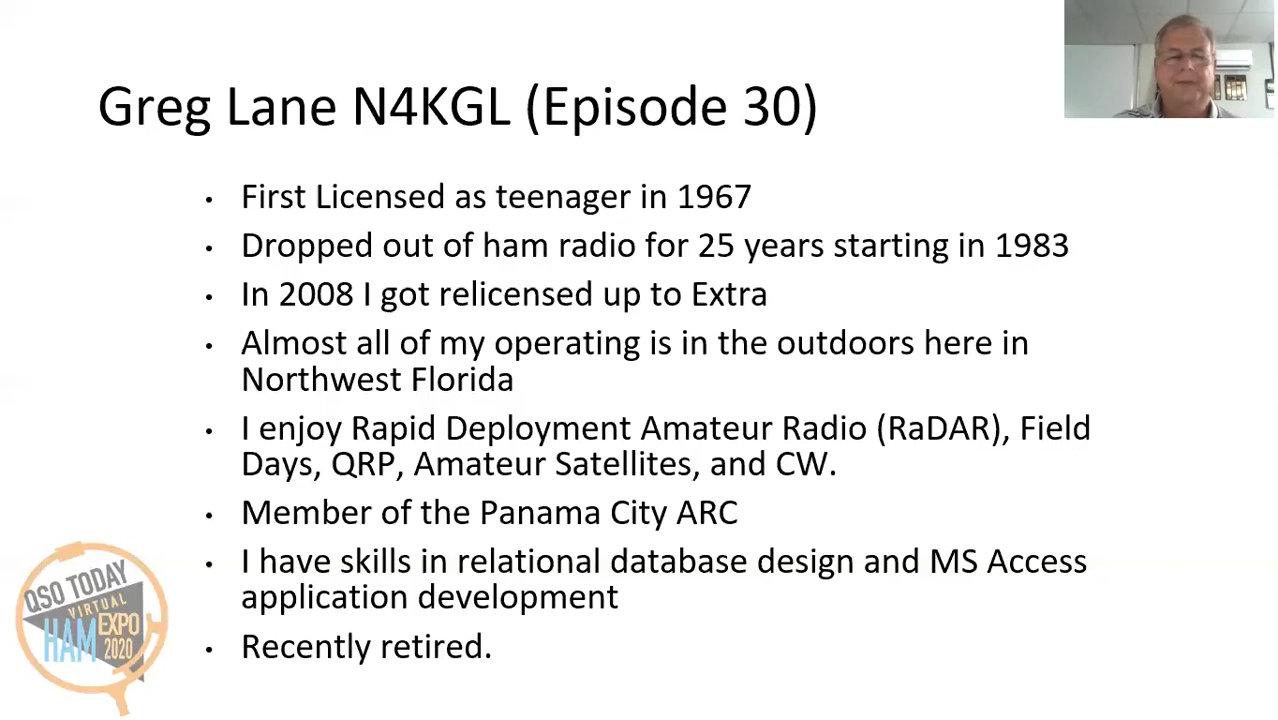 Greg Lane N4KGL (Episode 30)
• First Licensed as teenager in 1967
• Dropped out of ham radio for 25 years starting in 1983
• In 2008 I got relicensed up to Extra
• Almost all of my operating is in the outdoors here in
Northwest Florida
• I enjoy Rapid Deployment Amateur Radio (RaDAR), Field
Days, QRP, Amateur Satellites, and CW.
• Member of the Panama City ARC
• I have skills in relational database design and MS Access
application development
• Recently retired.
QSO TODAY
VIRTUAL
HAM EXPO
2020